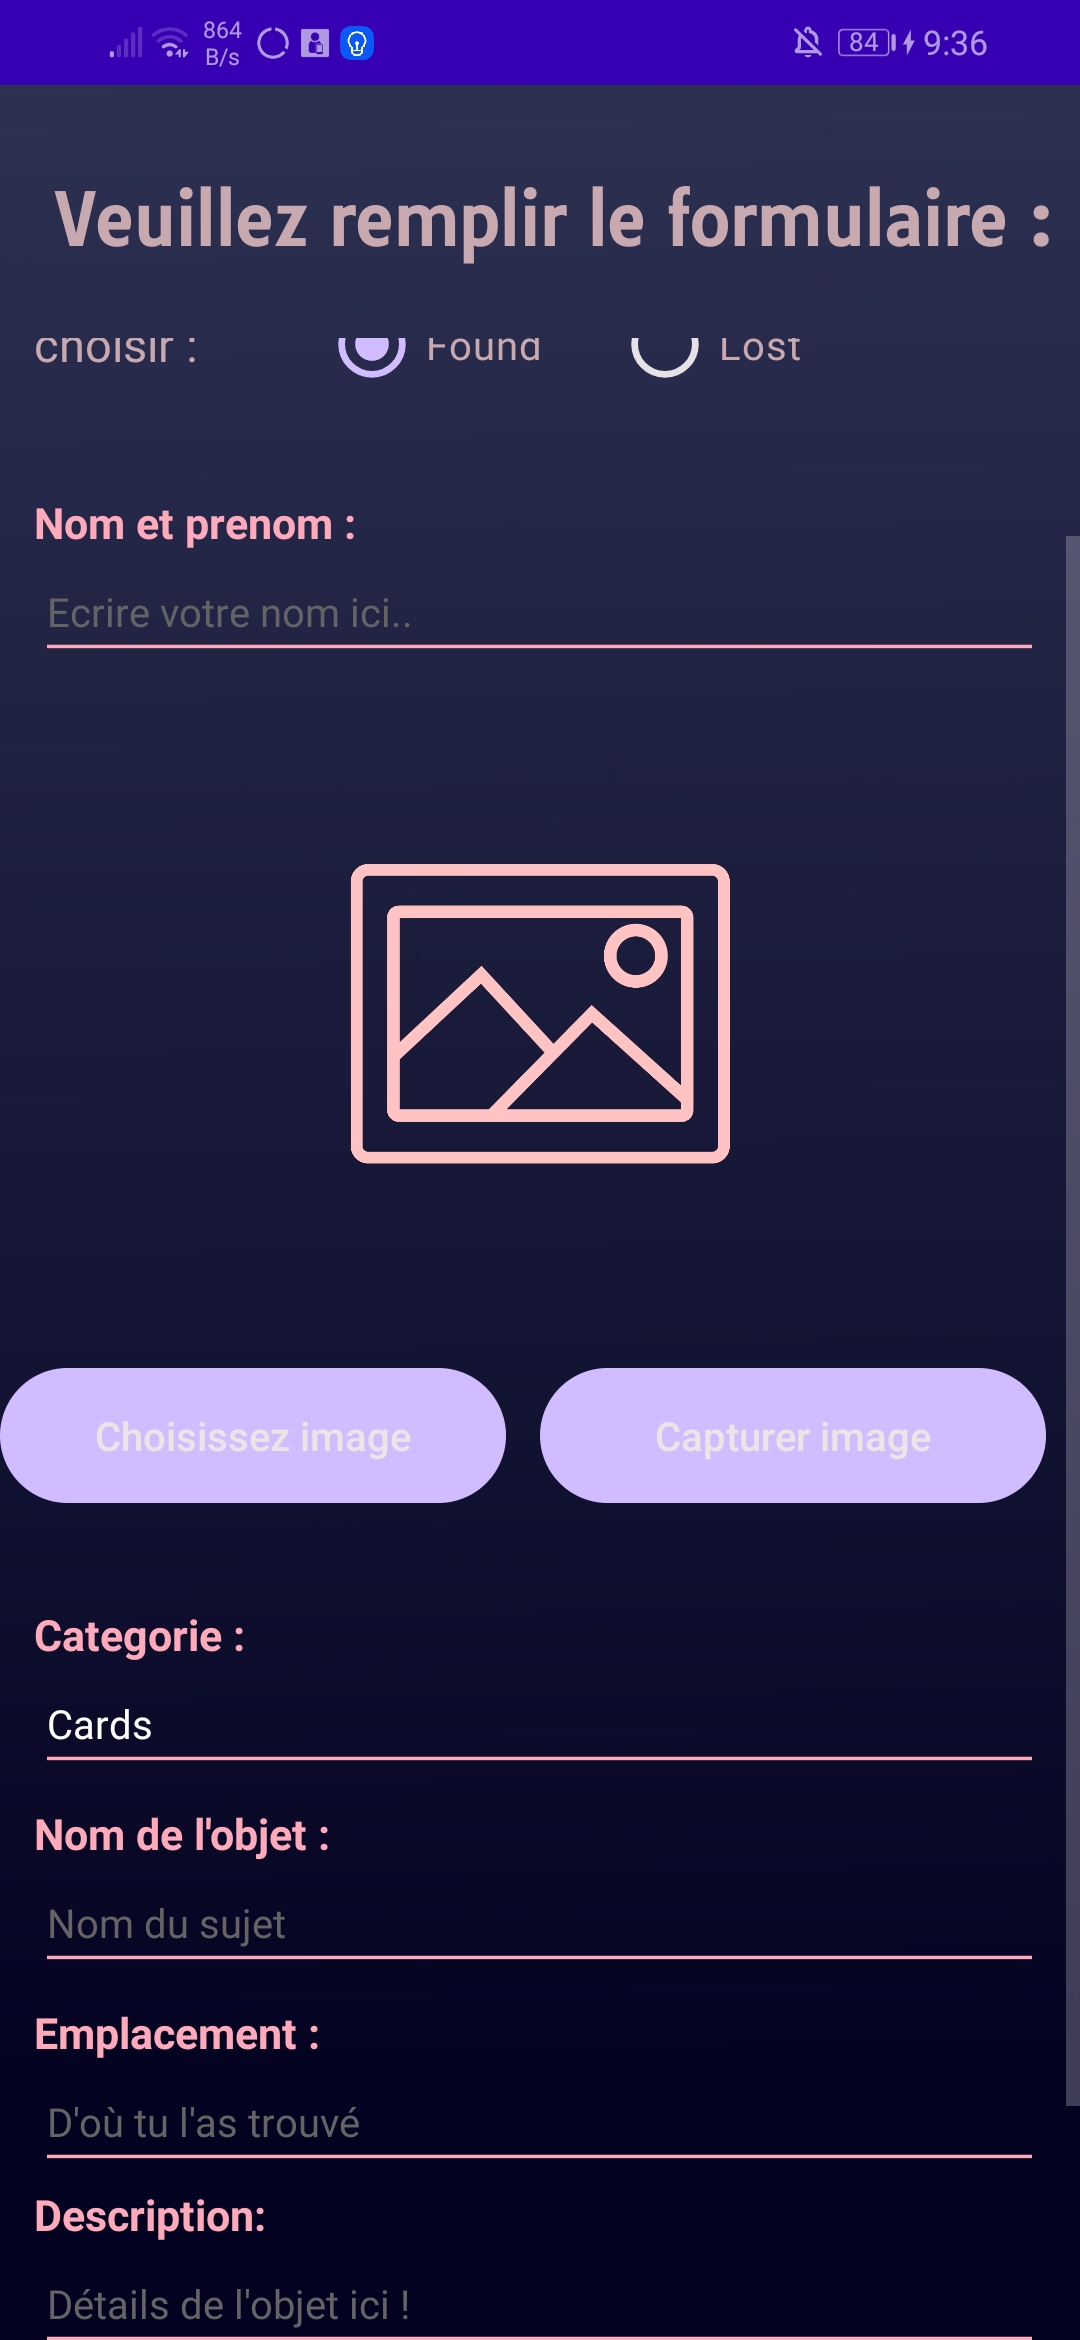 864
B/s
84
9:36
Veuillez remplir le formulaire :
choisir :
Found
Lost
Nom et prenom :
Ecrire votre nom ici..
Choisissez image
Capturer image
Categorie :
Cards
Nom de l'objet :
Nom du sujet
Emplacement :
D'où tu l'as trouvé
Description:
Détails de l'objet ici !